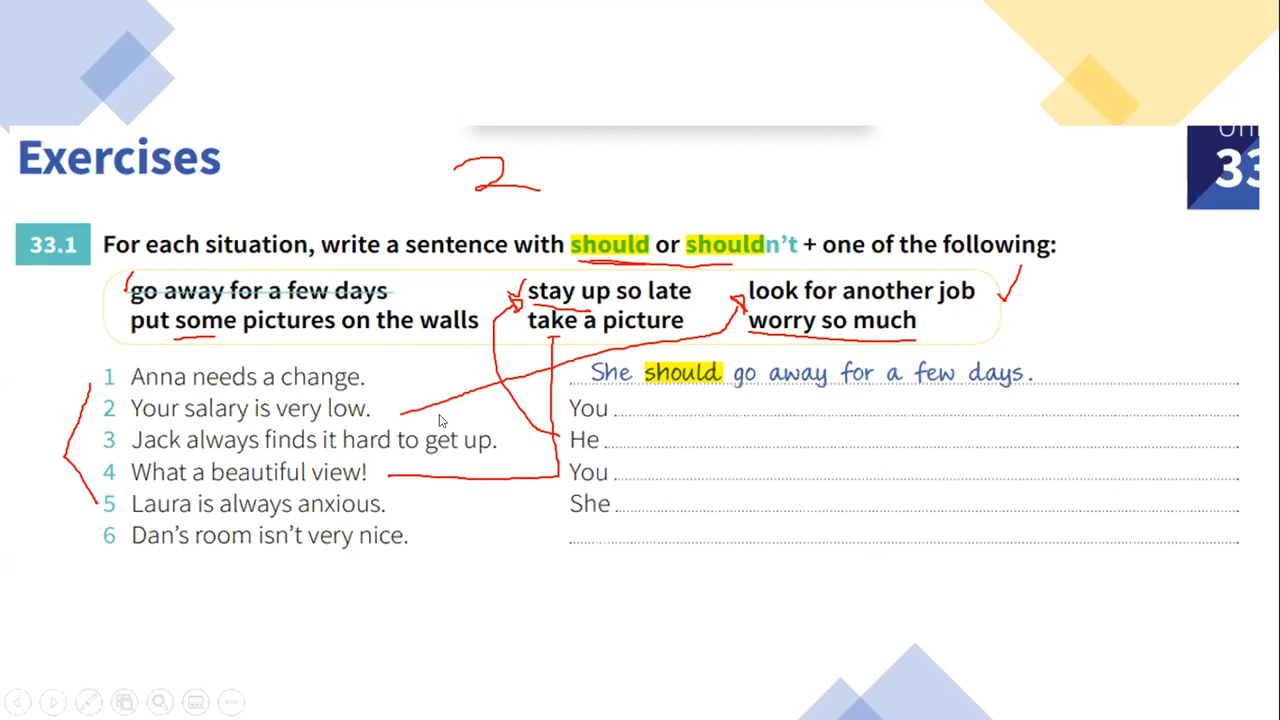 Exercises
2
33
33.1 For each situation, write a sentence with should or shouldn’t + one of the following:
go away for a few days stay up so late look for another job
put some pictures on the walls take a picture worry so much
1 Anna needs a change. She should go away for a few days.
2 Your salary is very low. You
3 Jack always finds it hard to get up. He
4 What a beautiful view! You
5 Laura is always anxious. She
6 Dan’s room isn’t very nice.